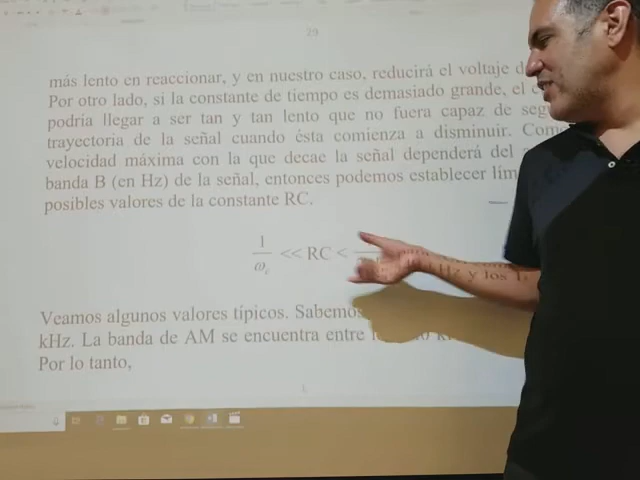 29
más lento en reaccionar, y en nuestro caso, reducirá el voltaje
Por otro lado, si la constante de tiempo es demasiado grande, el
podría llegar a ser tan y tan lento que no fuera capaz de
trayectoria de la señal cuando ésta comienza a disminuir.
velocidad máxima con la que decae la señal dependerá del
banda B (en Hz) de la señal, entonces podemos establecer
posibles valores de la constante RC.
1
<< RC <
ω
Hz y los
Veamos algunos valores típicos. Sabemos
kHz. La banda de AM se encuentra entre
Por lo tanto,